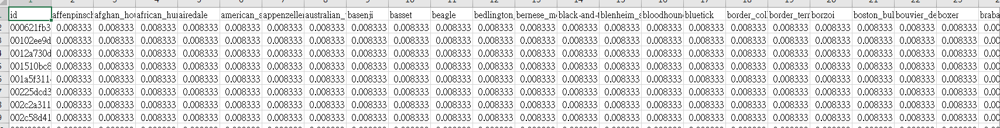 1 2 3 4 5 6 7 8 9 10 11 12 13 14 15 16 17 18 19 20 21 22 23
1 id affenpinsch afghan_hou african_hu airedale american_s appenzelle australian_ basenji basset beagle bedlington_ bernese_mo black-and-t blenheim_s bloodhoun bluetick border_coll border_terr borzoi boston_bul bouvier_de boxer braba
2 000621fb3 0.008333 0.008333 0.008333 0.008333 0.008333 0.008333 0.008333 0.008333 0.008333 0.008333 0.008333 0.008333 0.008333 0.008333 0.008333 0.008333 0.008333 0.008333 0.008333 0.008333 0.008333 0.008333 0.00
3 00102ee9d 0.008333 0.008333 0.008333 0.008333 0.008333 0.008333 0.008333 0.008333 0.008333 0.008333 0.008333 0.008333 0.008333 0.008333 0.008333 0.008333 0.008333 0.008333 0.008333 0.008333 0.008333 0.008333 0.00
4 0012a730d 0.008333 0.008333 0.008333 0.008333 0.008333 0.008333 0.008333 0.008333 0.008333 0.008333 0.008333 0.008333 0.008333 0.008333 0.008333 0.008333 0.008333 0.008333 0.008333 0.008333 0.008333 0.008333 0.00
5 001510bc8 0.008333 0.008333 0.008333 0.008333 0.008333 0.008333 0.008333 0.008333 0.008333 0.008333 0.008333 0.008333 0.008333 0.008333 0.008333 0.008333 0.008333 0.008333 0.008333 0.008333 0.008333 0.008333 0.00
6 001a5f311 0.008333 0.008333 0.008333 0.008333 0.008333 0.008333 0.008333 0.008333 0.008333 0.008333 0.008333 0.008333 0.008333 0.008333 0.008333 0.008333 0.008333 0.008333 0.008333 0.008333 0.008333 0.008333 0.00
7 00225dcd3 0.008333 0.008333 0.008333 0.008333 0.008333 0.008333 0.008333 0.008333 0.008333 0.008333 0.008333 0.008333 0.008333 0.008333 0.008333 0.008333 0.008333 0.008333 0.008333 0.008333 0.008333 0.008333 0.00
8 002c2a311 0.008333 0.008333 0.008333 0.008333 0.008333 0.008333 0.008333 0.008333 0.008333 0.008333 0.008333 0.008333 0.008333 0.008333 0.008333 0.008333 0.008333 0.008333 0.008333 0.008333 0.008333 0.008333 0.00
9 002c58d41 0.008333 0.008333 0.008333 0.008333 0.008333 0.008333 0.008333 0.008333 0.008333 0.008333 0.008333 0.008333 0.008333 0.008333 0.008333 0.008333 0.008333 0.008333 0.008333 0.008333 0.008333 0.008333 0.00